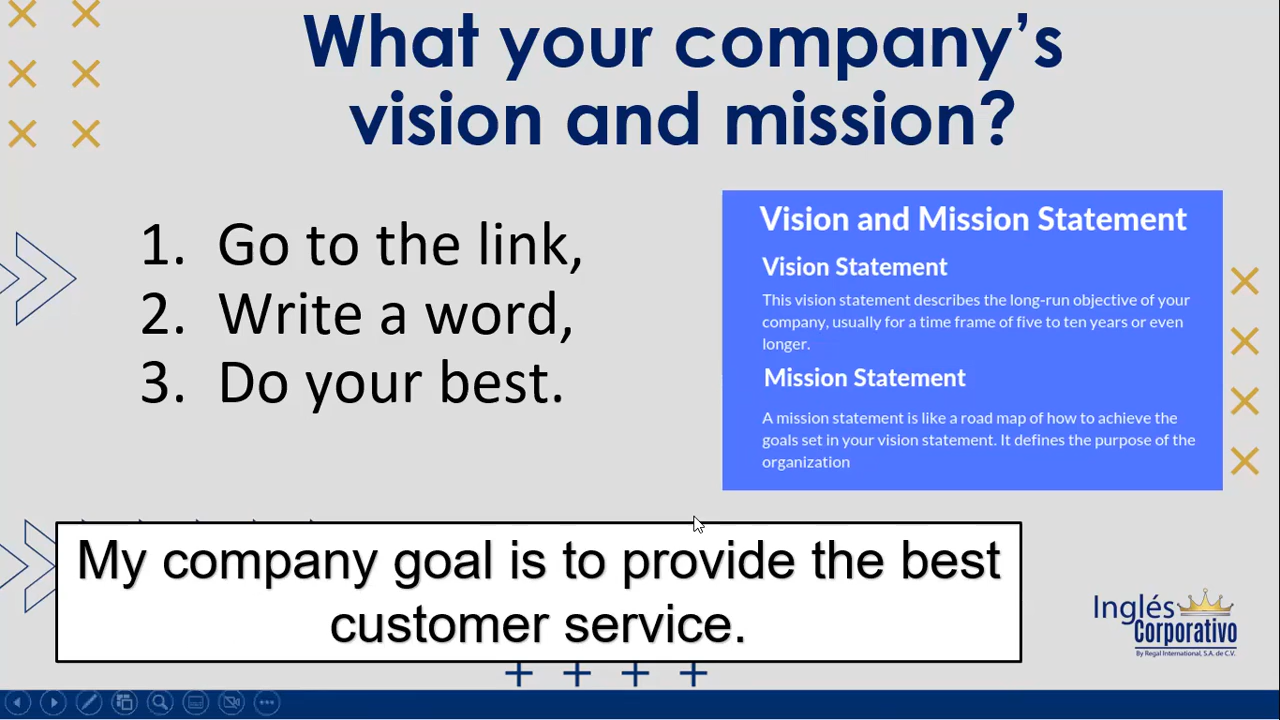 What your company's
vision and mission?
1. Go to the link,
2. Write a word,
3. Do your best.
Vision and Mission Statement
Vision Statement
This vision statement describes the long-run objective of your
company, usually for a time frame of five to ten years or even
longer.
Mission Statement
A mission statement is like a road map of how to achieve the
goals set in your vision statement. It defines the purpose of the
organization
My company goal is to provide the best
customer service.
Inglés
Corporativo
By Regal International, S.A. de C.V.